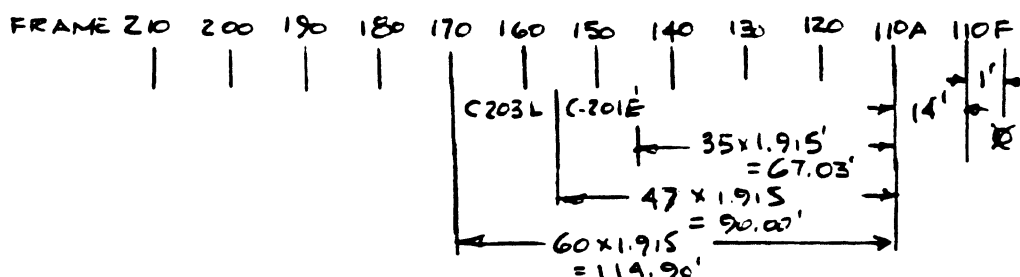 FRAME 210 200 190 180 170 160 150 140 130 120 110A 110F
1'
C203L C-201E 14'
35 x 1.915'
= 67.03'
47 x 1.915
= 90.00'
60 x 1.915
= 114.90'